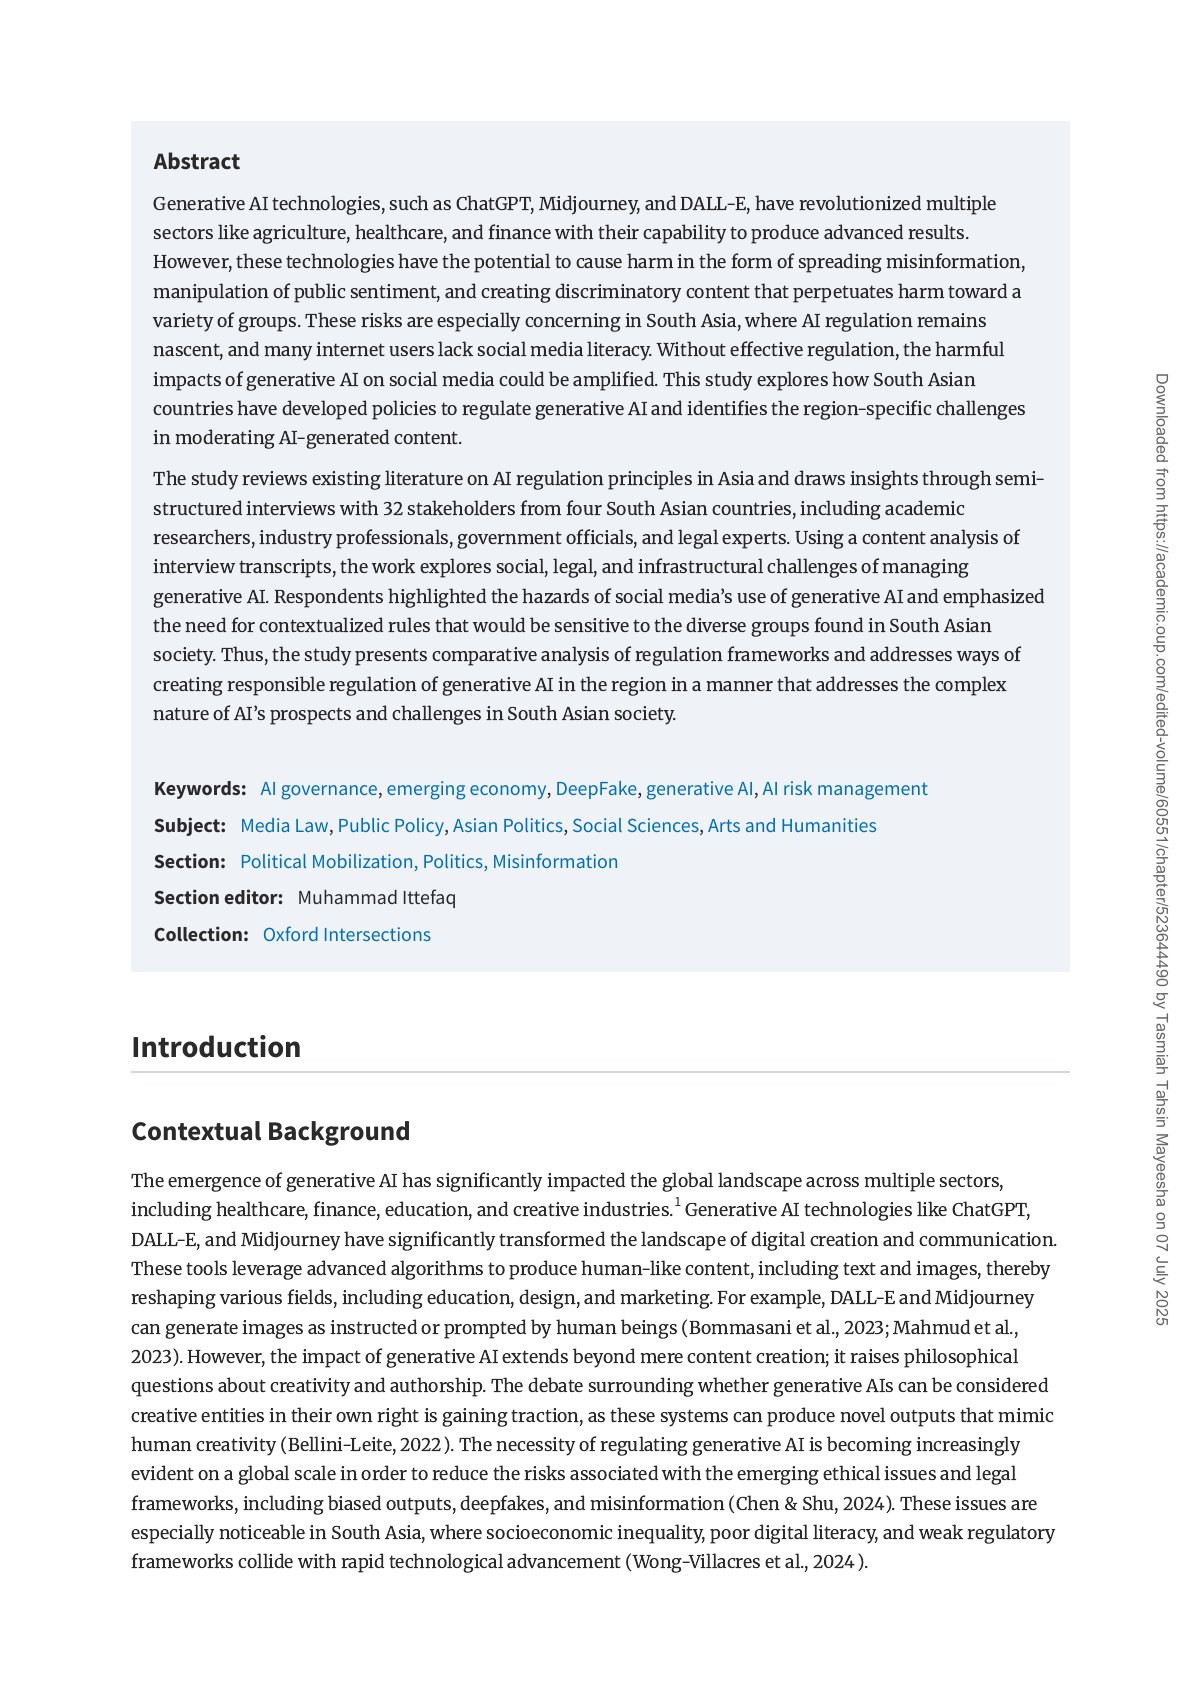 Abstract
Generative AI technologies, such as ChatGPT, Midjourney, and DALL-E, have revolutionized multiple
sectors like agriculture, healthcare, and finance with their capability to produce advanced results.
However, these technologies have the potential to cause harm in the form of spreading misinformation,
manipulation of public sentiment, and creating discriminatory content that perpetuates harm toward a
variety of groups. These risks are especially concerning in South Asia, where AI regulation remains
nascent, and many internet users lack social media literacy. Without effective regulation, the harmful
impacts of generative AI on social media could be amplified. This study explores how South Asian
countries have developed policies to regulate generative AI and identifies the region-specific challenges
in moderating AI-generated content.
The study reviews existing literature on AI regulation principles in Asia and draws insights through semi-
structured interviews with 32 stakeholders from four South Asian countries, including academic
researchers, industry professionals, government officials, and legal experts. Using a content analysis of
interview transcripts, the work explores social, legal, and infrastructural challenges of managing
generative AI. Respondents highlighted the hazards of social media’s use of generative AI and emphasized
the need for contextualized rules that would be sensitive to the diverse groups found in South Asian
society. Thus, the study presents comparative analysis of regulation frameworks and addresses ways of
creating responsible regulation of generative AI in the region in a manner that addresses the complex
nature of AI’s prospects and challenges in South Asian society.
Keywords: AI governance, emerging economy, DeepFake, generative AI, AI risk management
Subject: Media Law, Public Policy, Asian Politics, Social Sciences, Arts and Humanities
Section: Political Mobilization, Politics, Misinformation
Section editor: Muhammad Ittefaq
Collection: Oxford Intersections
Introduction
Contextual Background
The emergence of generative AI has significantly impacted the global landscape across multiple sectors,
including healthcare, finance, education, and creative industries.1 Generative AI technologies like ChatGPT,
DALL-E, and Midjourney have significantly transformed the landscape of digital creation and communication.
These tools leverage advanced algorithms to produce human-like content, including text and images, thereby
reshaping various fields, including education, design, and marketing. For example, DALL-E and Midjourney
can generate images as instructed or prompted by human beings (Bommasani et al., 2023; Mahmud et al.,
2023). However, the impact of generative AI extends beyond mere content creation; it raises philosophical
questions about creativity and authorship. The debate surrounding whether generative AIs can be considered
creative entities in their own right is gaining traction, as these systems can produce novel outputs that mimic
human creativity (Bellini-Leite, 2022). The necessity of regulating generative AI is becoming increasingly
evident on a global scale in order to reduce the risks associated with the emerging ethical issues and legal
frameworks, including biased outputs, deepfakes, and misinformation (Chen & Shu, 2024). These issues are
especially noticeable in South Asia, where socioeconomic inequality, poor digital literacy, and weak regulatory
frameworks collide with rapid technological advancement (Wong-Villacres et al., 2024).
Downloaded from https://academic.oup.com/edited-volume/60551/chapter/523644490 by Tasmiah Tahsin Mayeesha on 07 July 2025